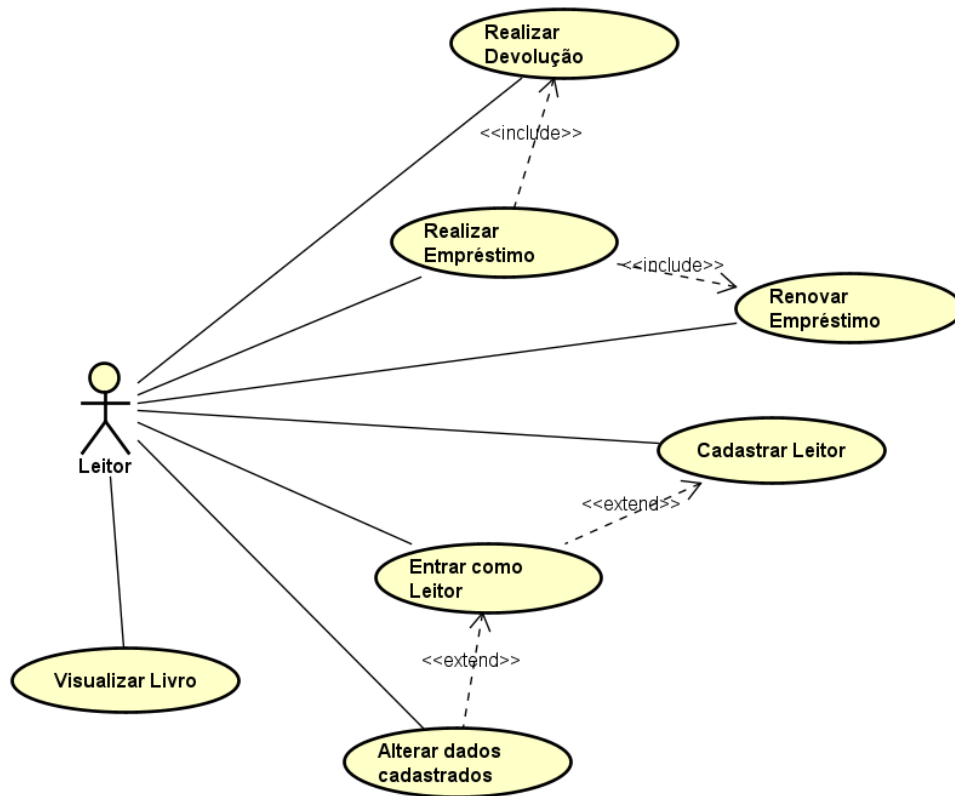 Realizar
Devolução
<<include>>
Realizar
Empréstimo
<<include>>
Renovar
Empréstimo
Leitor
Cadastrar Leitor
<<extend>>
Entrar como
Leitor
<<extend>>
Visualizar Livro
Alterar dados
cadastrados